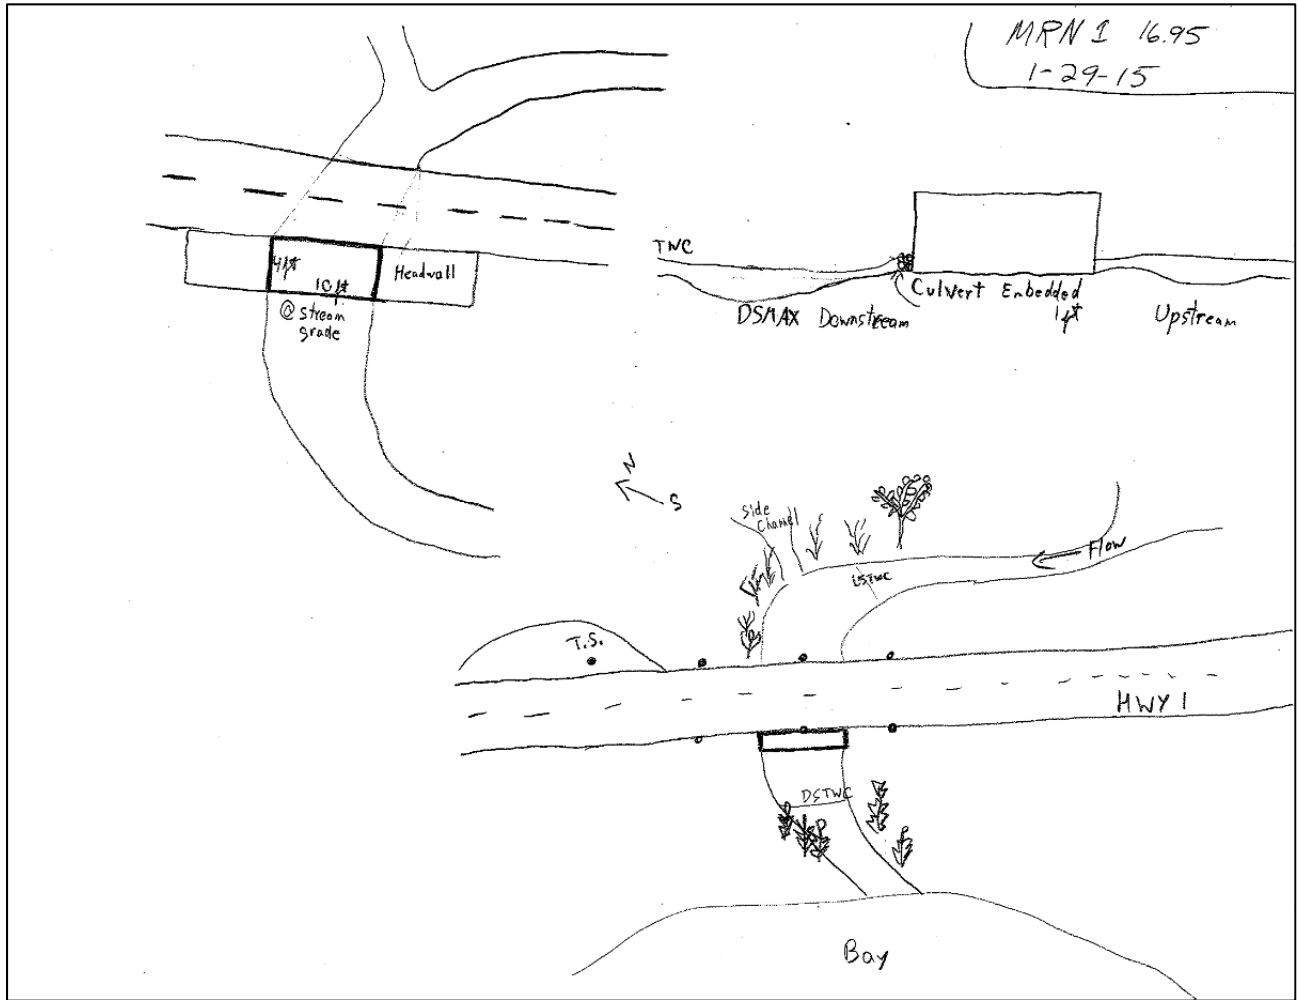 MRN 1 16.95
1-29-15
4ft
10ft
Headwall
@ stream
grade
TWC
Culvert Embedded
1ft
DSMAX Downstream
Upstream
N
S
Side
Channel
Flow
USTWC
T.S.
HWY 1
DSTWC
Bay